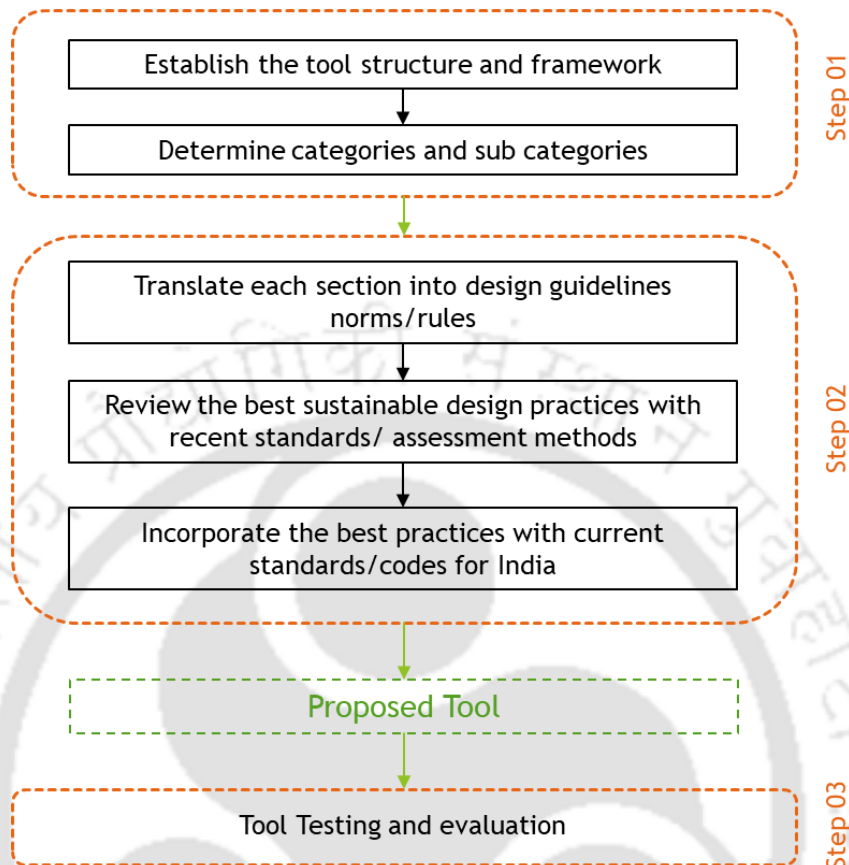 Establish the tool structure and framework
Determine categories and sub categories
Step 01
Translate each section into design guidelines
norms/rules
Review the best sustainable design practices with
recent standards/ assessment methods
Incorporate the best practices with current
standards/codes for India
Step 02
Proposed Tool
Tool Testing and evaluation
Step 03